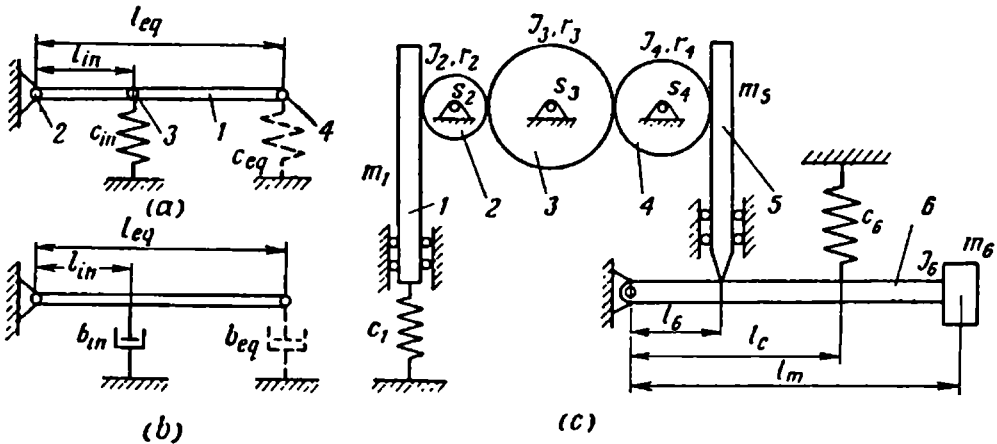 l_eq
l_in
2
c_in
3
1
c_eq
4
(a)
l_eq
l_in
b_in
b_eq
(b)
J_2, r_2
J_3, r_3
J_4, r_4
S_2
S_3
S_4
m_5
m_1
1
2
3
4
5
c_6
6
m_6
J_6
c_1
l_6
l_c
l_m
(c)